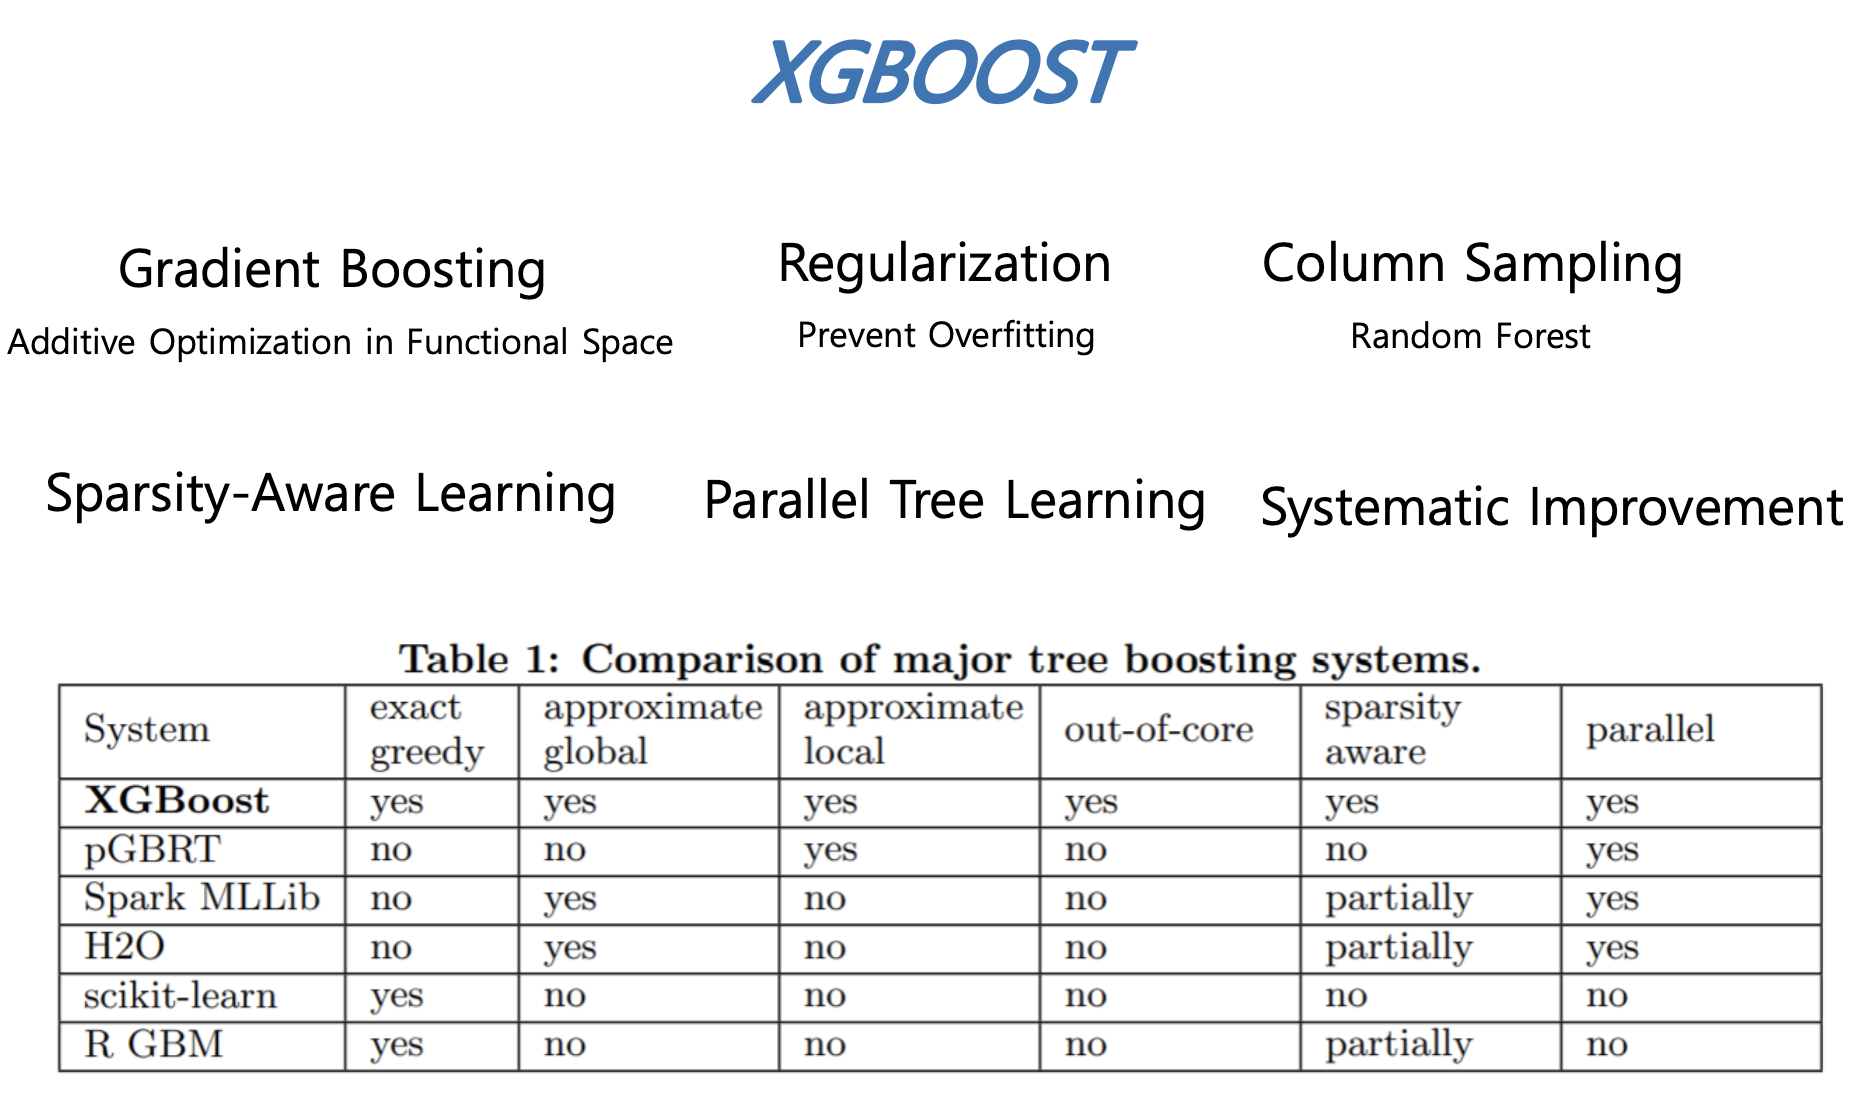 XGBOOST
Gradient Boosting
Additive Optimization in Functional Space
Regularization
Prevent Overfitting
Column Sampling
Random Forest
Sparsity-Aware Learning
Parallel Tree Learning
Systematic Improvement
Table 1: Comparison of major tree boosting systems.
System exact greedy approximate global approximate local out-of-core sparsity aware parallel
XGBoost yes yes yes yes yes yes
pGBRT no no yes no no yes
Spark MLLib no yes no no partially yes
H2O no yes no no partially yes
scikit-learn yes no no no no no
R GBM yes no no no partially no